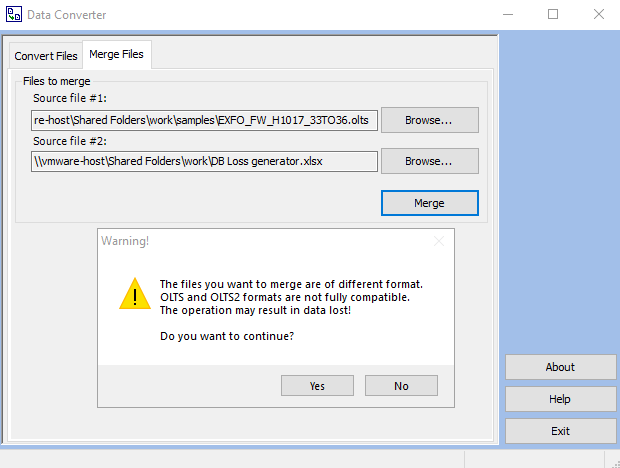 Data Converter
Convert Files
Merge Files
Files to merge
Source file #1:
re-host\Shared Folders\work\samples\EXFO_FW_H1017_33TO36.olts
Browse...
Source file #2:
\\vmware-host\Shared Folders\work\DB Loss generator.xlsx
Browse...
Merge
Warning!
The files you want to merge are of different format.
OLTS and OLTS2 formats are not fully compatible.
The operation may result in data lost!
Do you want to continue?
Yes
No
About
Help
Exit